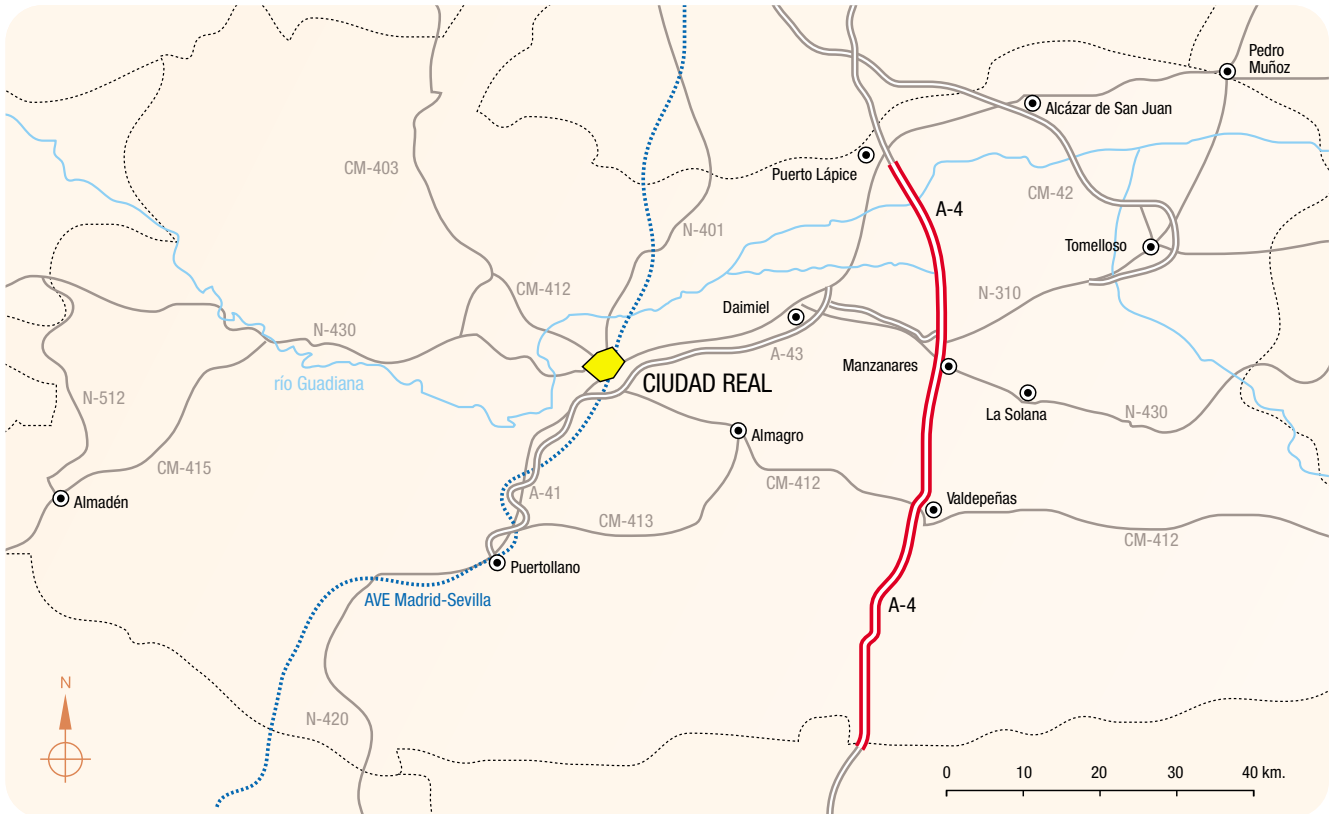 Pedro
Muñoz
Alcázar de San Juan
CM-403
Puerto Lápice
CM-42
A-4
N-401
Tomelloso
CM-412
N-310
Daimiel
N-430
A-43
Manzanares
río Guadiana
CIUDAD REAL
N-512
La Solana
N-430
Almagro
CM-415
CM-412
A-41
Almadén
Valdepeñas
CM-413
CM-412
Puertollano
AVE Madrid-Sevilla
A-4
N
N-420
0 10 20 30 40 km.